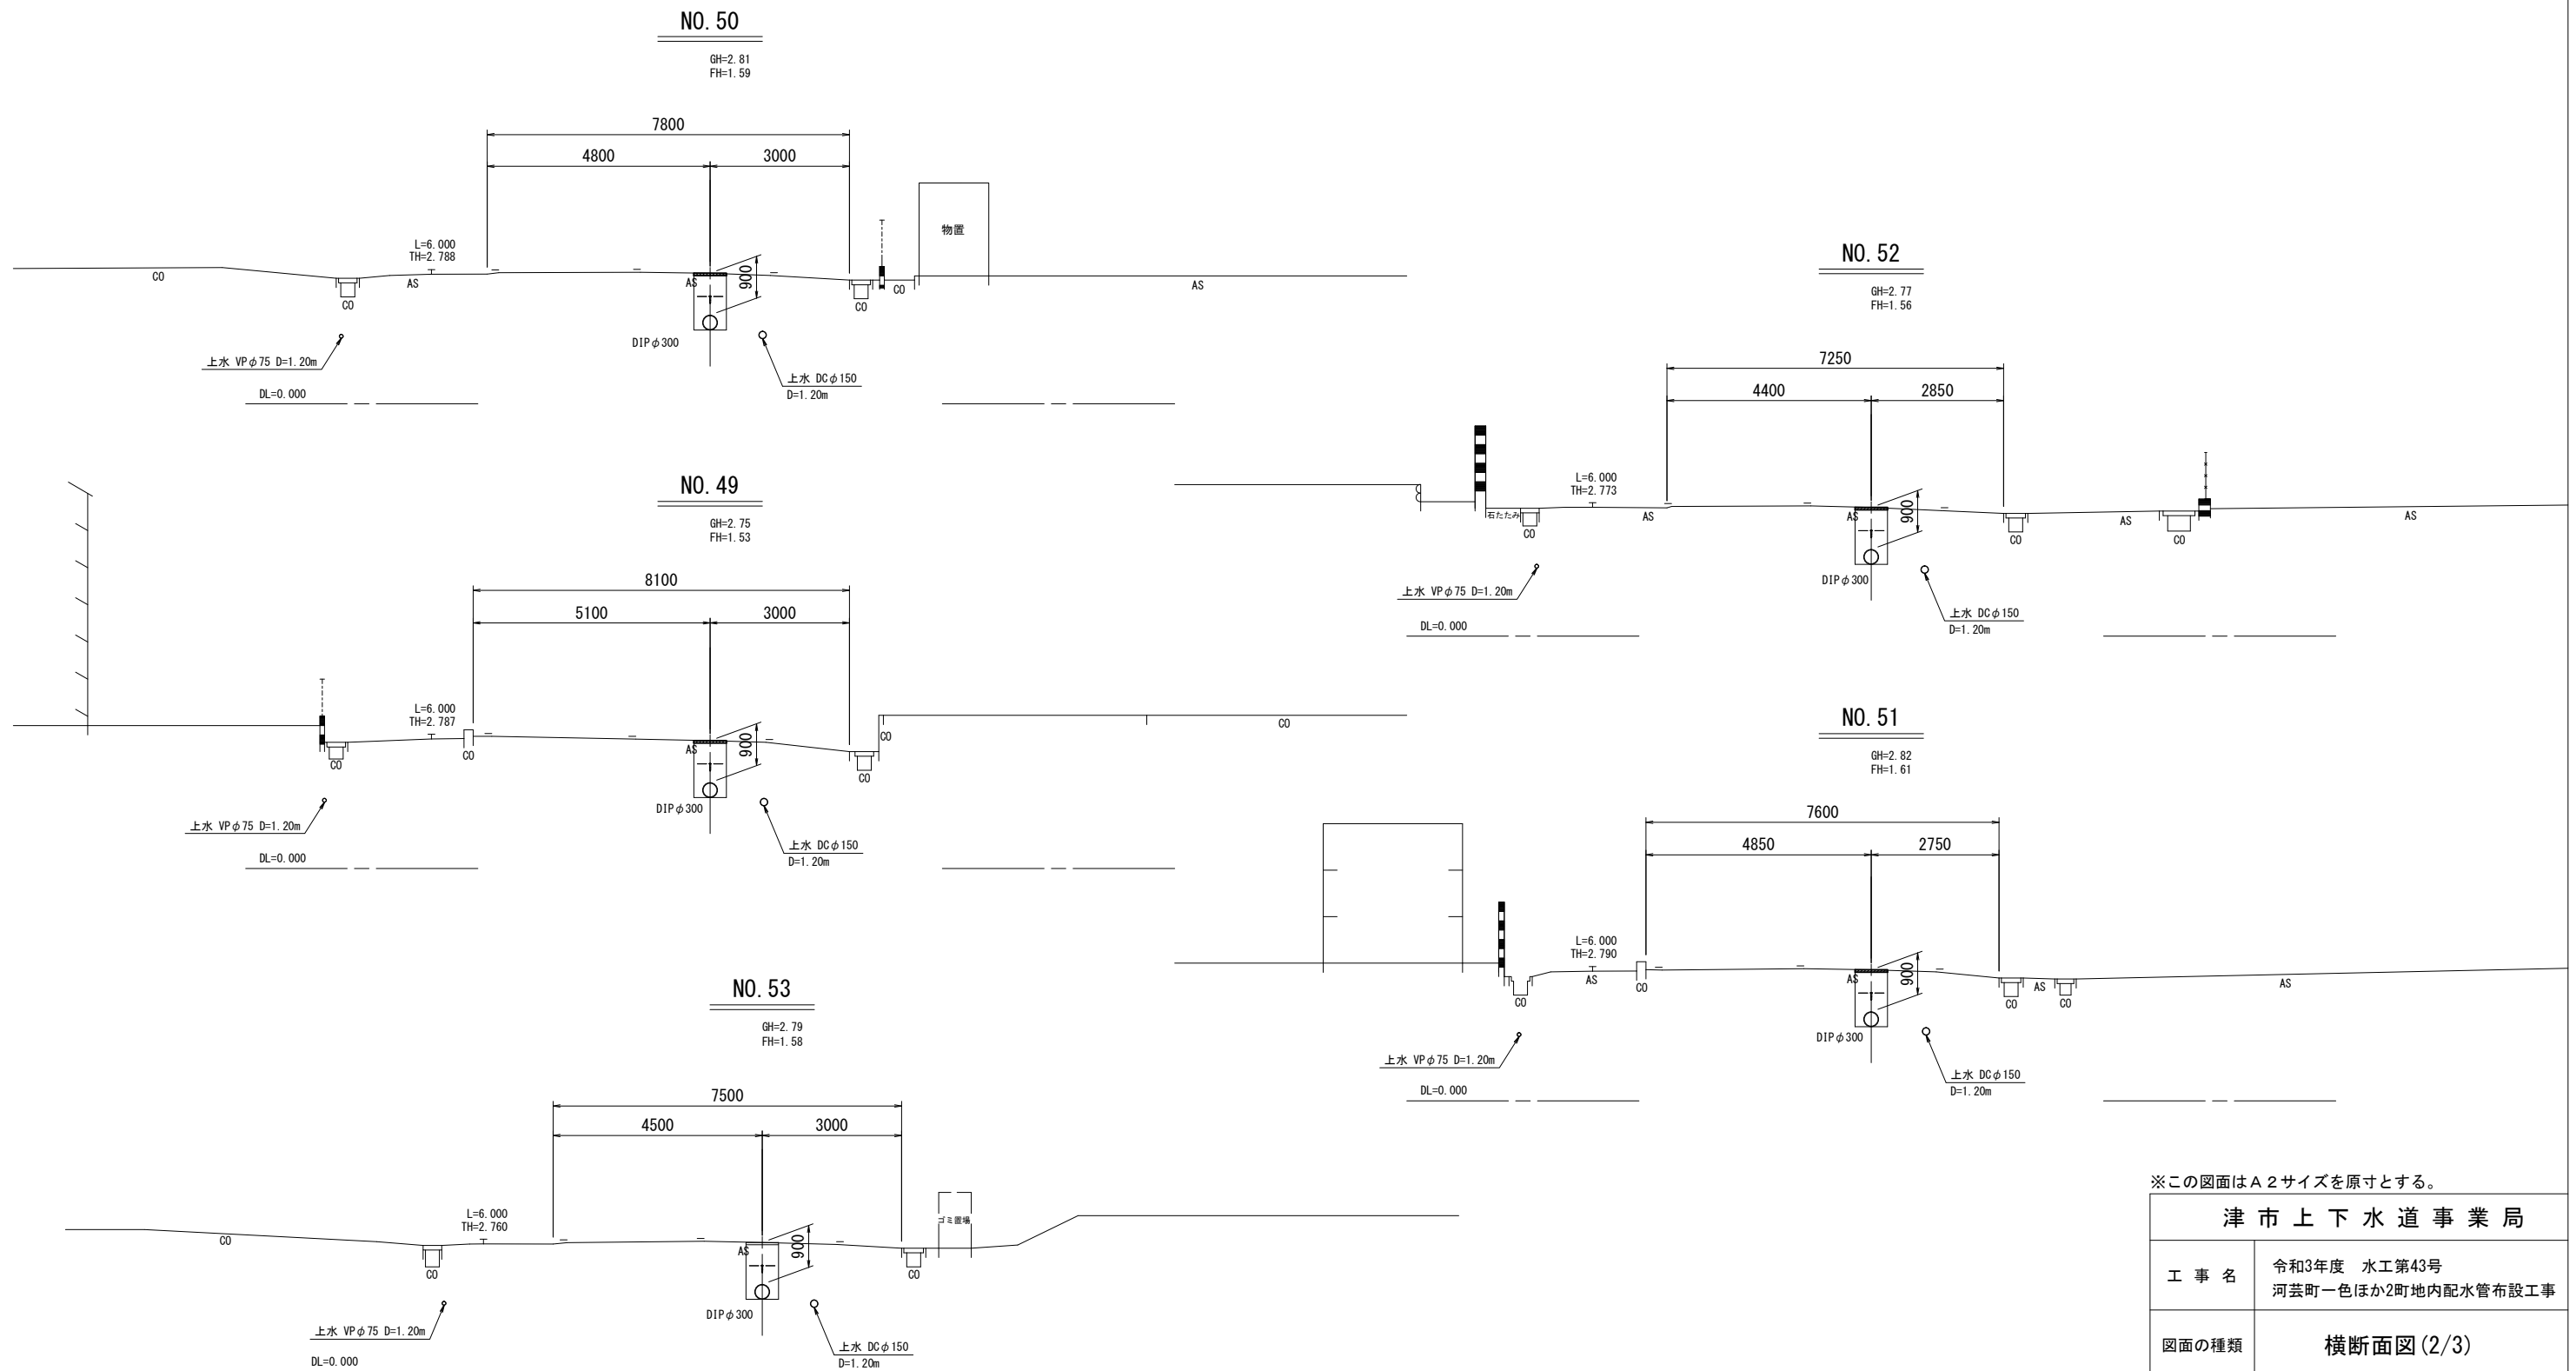 NO.50
GH=2.81
FH=1.59
7800
4800
3000
L=6.000
TH=2.788
物置
CO
AS
CO
AS
900
CO
CO
AS
DIPφ300
上水 VPφ75 D=1.20m
上水 DCφ150
D=1.20m
DL=0.000
NO.52
GH=2.77
FH=1.56
7250
4400
2850
L=6.000
TH=2.773
石たたみ
CO
AS
AS
900
CO
AS
CO
AS
DIPφ300
上水 VPφ75 D=1.20m
上水 DCφ150
D=1.20m
DL=0.000
NO.49
GH=2.75
FH=1.53
8100
5100
3000
L=6.000
TH=2.787
CO
CO
AS
900
CO
CO
CO
DIPφ300
上水 VPφ75 D=1.20m
上水 DCφ150
D=1.20m
DL=0.000
NO.51
GH=2.82
FH=1.61
7600
4850
2750
L=6.000
TH=2.790
CO
AS
CO
AS
900
CO
AS
CO
AS
DIPφ300
上水 VPφ75 D=1.20m
上水 DCφ150
D=1.20m
DL=0.000
NO.53
GH=2.79
FH=1.58
7500
4500
3000
L=6.000
TH=2.760
ゴミ置場
CO
CO
AS
900
CO
DIPφ300
上水 VPφ75 D=1.20m
上水 DCφ150
D=1.20m
DL=0.000
※この図面はA2サイズを原寸とする。
津市上下水道事業局
工事名
令和3年度 水工第43号
河芸町一色ほか2町地内配水管布設工事
図面の種類
横断面図(2/3)